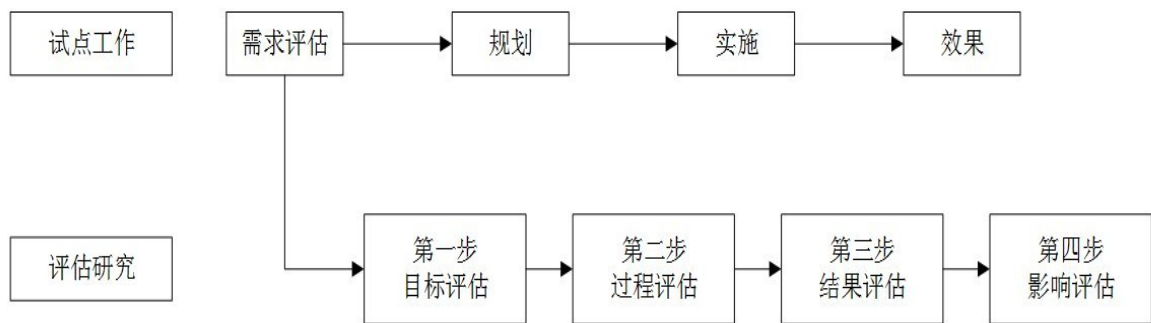 试点工作
需求评估
规划
实施
效果
评估研究
第一步
目标评估
第二步
过程评估
第三步
结果评估
第四步
影响评估